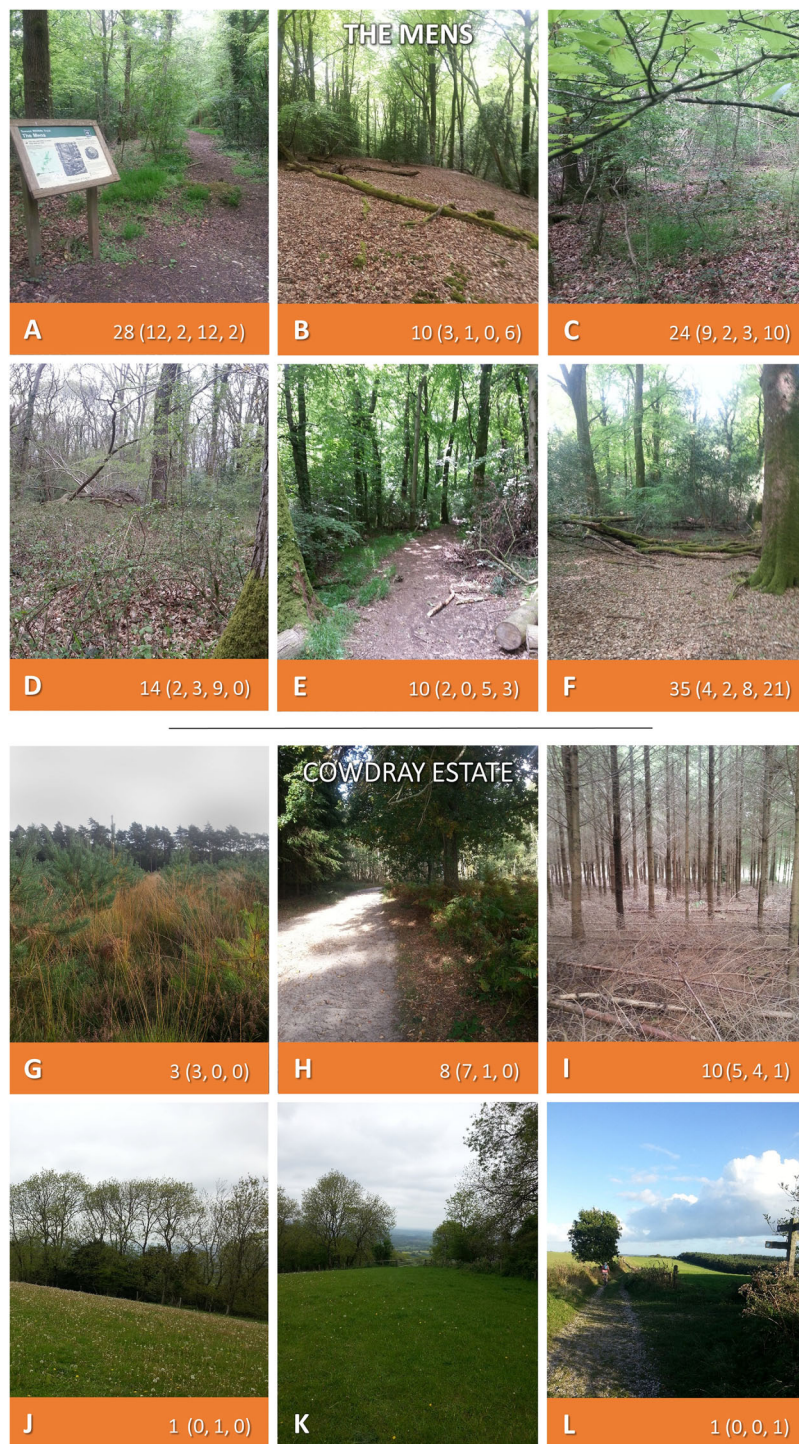 THE MENS
The Mens
A 28 (12, 2, 12, 2)
B 10 (3, 1, 0, 6)
C 24 (9, 2, 3, 10)
D 14 (2, 3, 9, 0)
E 10 (2, 0, 5, 3)
F 35 (4, 2, 8, 21)
COWDRAY ESTATE
G 3 (3, 0, 0)
H 8 (7, 1, 0)
I 10 (5, 4, 1)
J 1 (0, 1, 0)
K
L 1 (0, 0, 1)